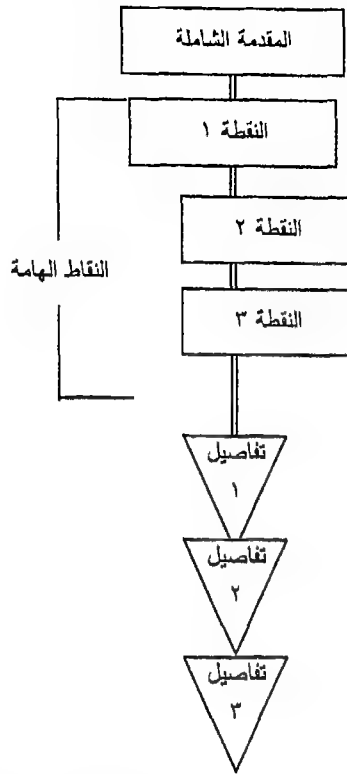 المقدمة الشاملة
النقطة ١
النقطة ٢
النقاط الهامة
النقطة ٣
تفاصيل
١
تفاصيل
٢
تفاصيل
٣